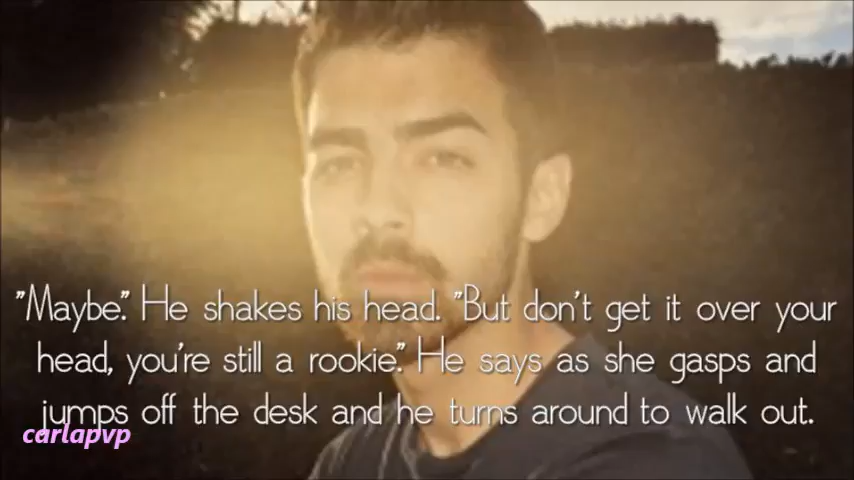 "Maybe." He shakes his head. "But don't get it over your
head, you're still a rookie." He says as she gasps and
jumps off the desk and he turns around to walk out.
carlapvp